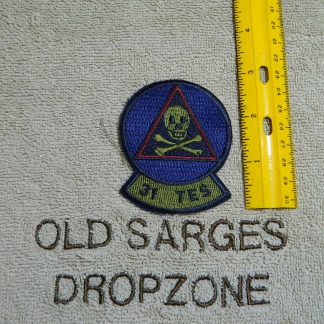 31 TES
OLD SARGES
DROPZONE